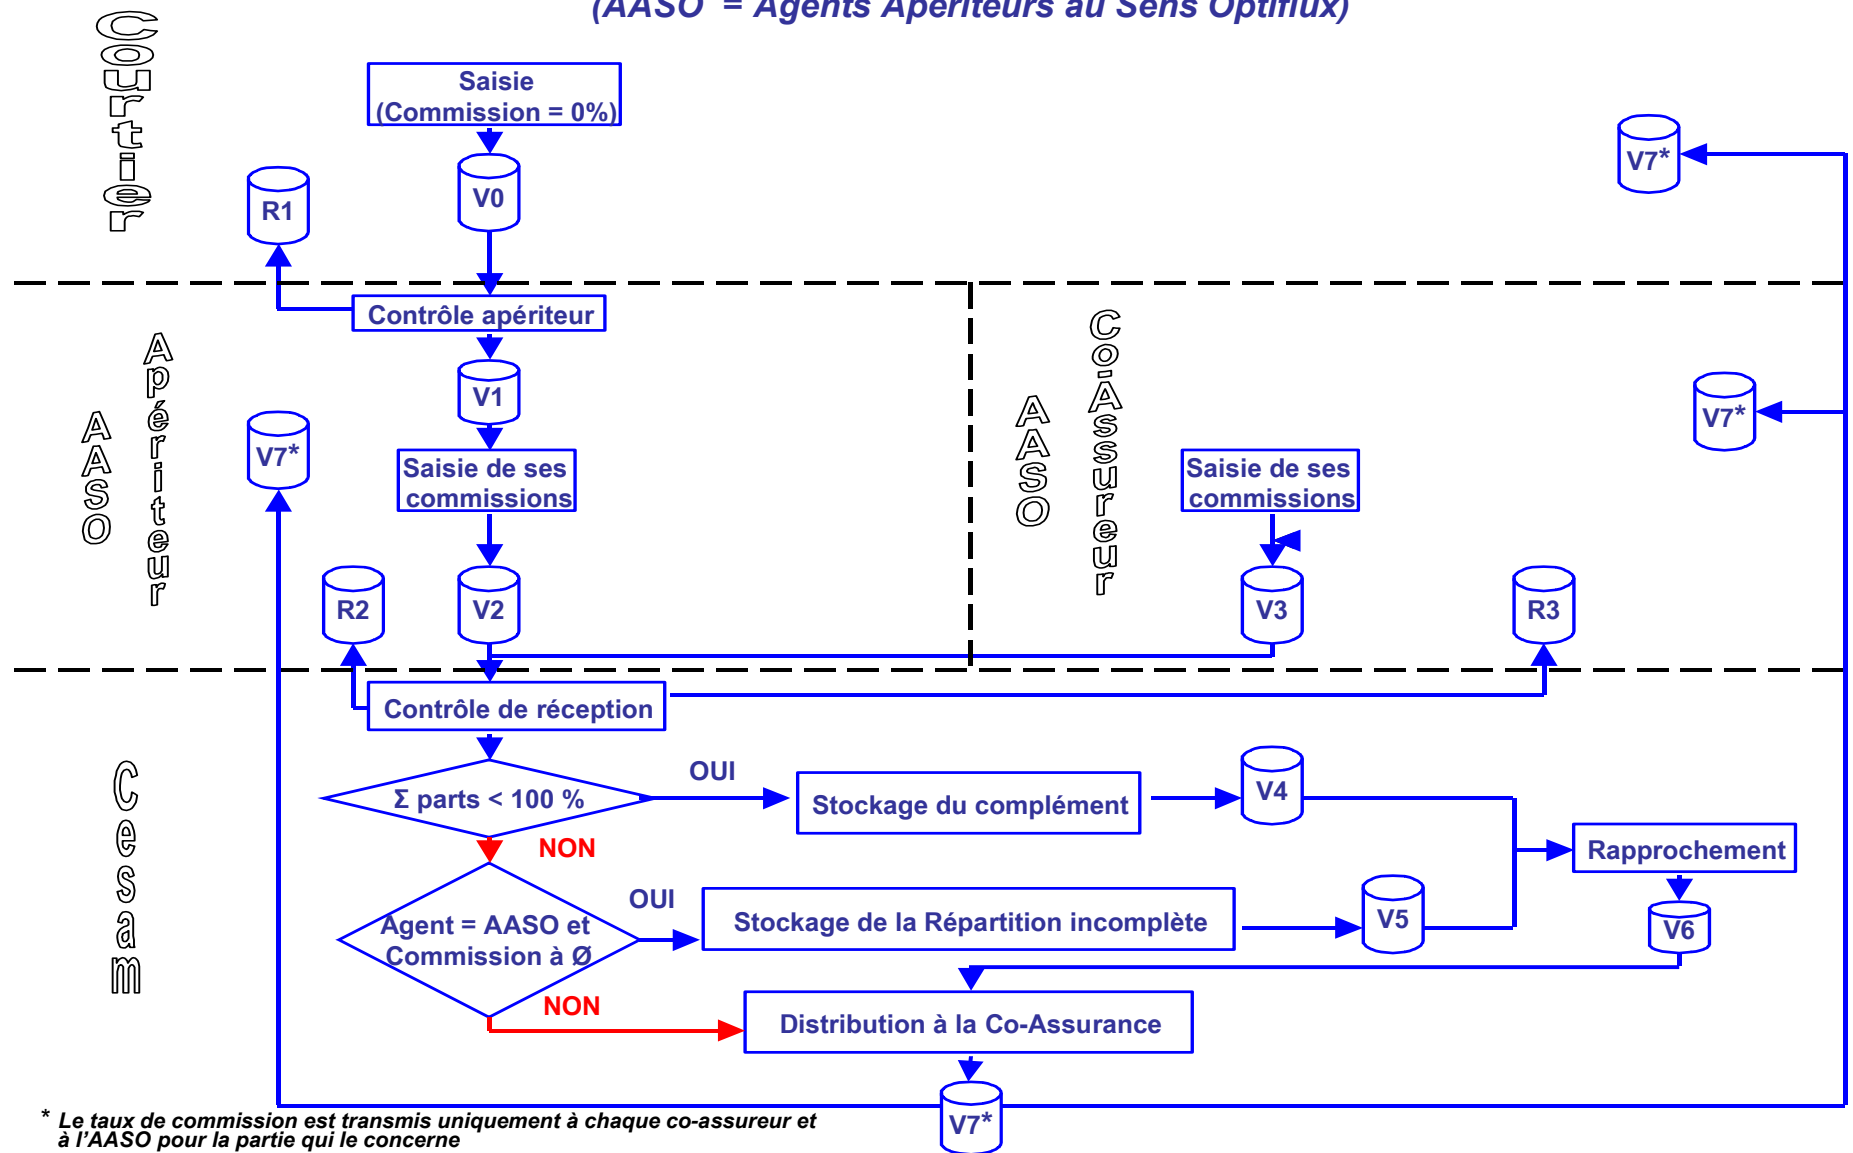 (AASO = Agents Apériteurs au Sens Optiflux)
Courtier
Saisie
(Commission = 0%)
V7*
V0
R1
Contrôle apériteur
Apériteur
AASO
Co-Assureur
AASO
V1
V7*
V7*
Saisie de ses
commissions
Saisie de ses
commissions
R2
V2
V3
R3
Contrôle de réception
Cesam
OUI
Σ parts < 100 %
Stockage du complément
V4
NON
Rapprochement
OUI
Agent = AASO et
Commission à Ø
Stockage de la Répartition incomplète
V5
V6
NON
Distribution à la Co-Assurance
V7*
* Le taux de commission est transmis uniquement à chaque co-assureur et
à l'AASO pour la partie qui le concerne